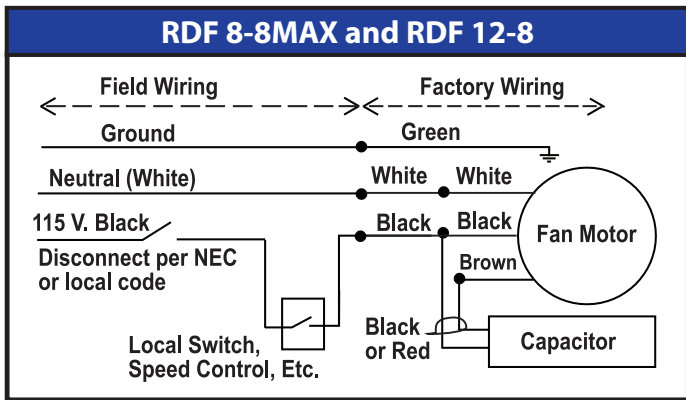 RDF 8-8MAX and RDF 12-8
Field Wiring Factory Wiring
Ground Green
Neutral (White) White White
115 V. Black Black Black
Fan Motor
Disconnect per NEC
or local code
Brown
Black
or Red
Capacitor
Local Switch,
Speed Control, Etc.